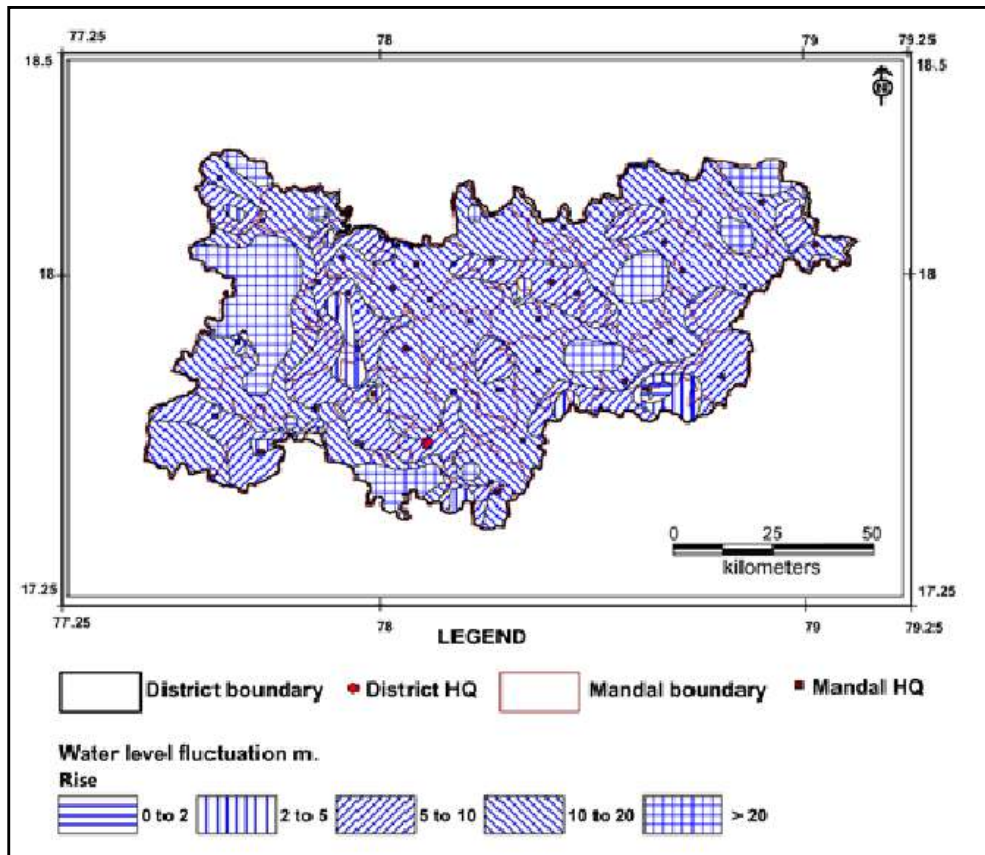 77.25 78 79 79.25
18.5 18.5
N
18 18
0 25 50
kilometers
17.25 17.25
77.25 78 79 79.25
LEGEND
District boundary District HQ Mandal boundary Mandal HQ
Water level fluctuation m.
Rise
0 to 2 2 to 5 5 to 10 10 to 20 > 20